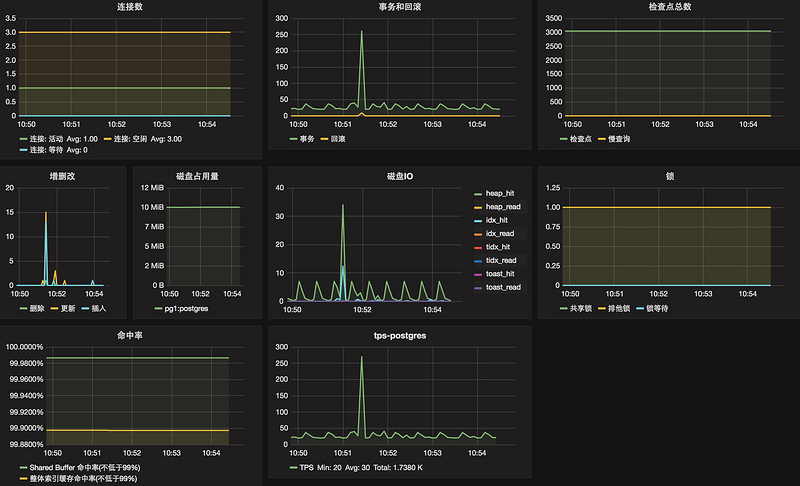 连接数
3.5
3.0
2.5
2.0
1.5
1.0
0.5
0
10:50 10:51 10:52 10:53 10:54
连接: 活动 Avg: 1.00 连接: 空闲 Avg: 3.00
连接: 等待 Avg: 0
事务和回滚
300
250
200
150
100
50
0
10:50 10:51 10:52 10:53 10:54
事务 回滚
检查点总数
3500
3000
2500
2000
1500
1000
500
0
10:50 10:51 10:52 10:53 10:54
检查点 慢查询
增删改
20
15
10
5
0
10:50 10:52 10:54
删除 更新 插入
磁盘占用量
12 MiB
10 MiB
7 MiB
5 MiB
2 MiB
0 B
10:50 10:52 10:54
pg1:postgres
磁盘IO
40
30
20
10
0
10:50 10:52 10:54
heap_hit
heap_read
idx_hit
idx_read
tidx_hit
tidx_read
toast_hit
toast_read
锁
1.25
1.00
0.75
0.50
0.25
0
10:50 10:51 10:52 10:53 10:54
共享锁 排他锁 锁等待
命中率
100.0000%
99.9800%
99.9600%
99.9400%
99.9200%
99.9000%
99.8800%
10:50 10:51 10:52 10:53 10:54
Shared Buffer 命中率(不低于99%)
整体索引缓存命中率(不低于99%)
tps-postgres
300
250
200
150
100
50
0
10:50 10:51 10:52 10:53 10:54
TPS Min: 20 Avg: 30 Total: 1.7380 K